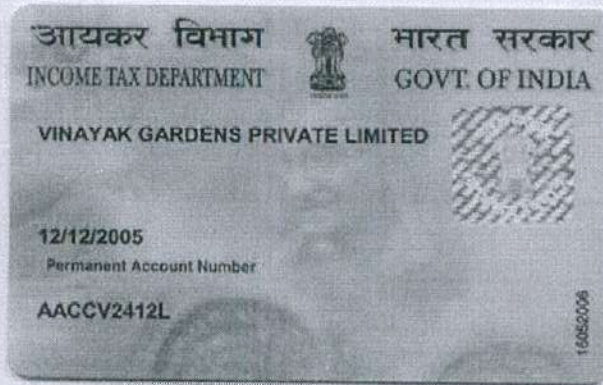 आयकर विभाग
भारत सरकार
INCOME TAX DEPARTMENT
GOVT. OF INDIA
VINAYAK GARDENS PRIVATE LIMITED
12/12/2005
Permanent Account Number
AACCV2412L
16052006